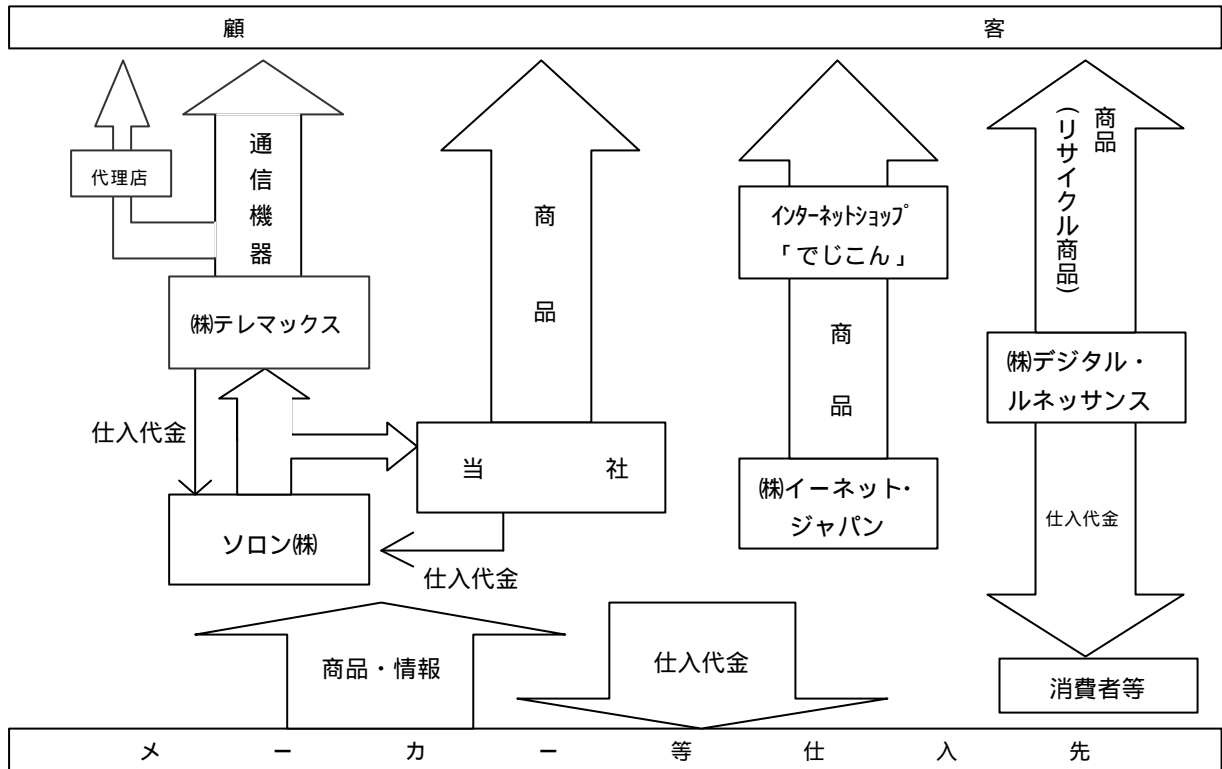 顧客
通信機器
代理店
商品
インターネットショップ
「でじこん」
商品
商品
(リサイクル商品)
㈱テレマックス
㈱デジタル・
ルネッサンス
仕入代金
当社
㈱イーネット・
ジャパン
仕入代金
ソロン㈱
仕入代金
商品・情報
仕入代金
消費者等
メーカー等仕入先